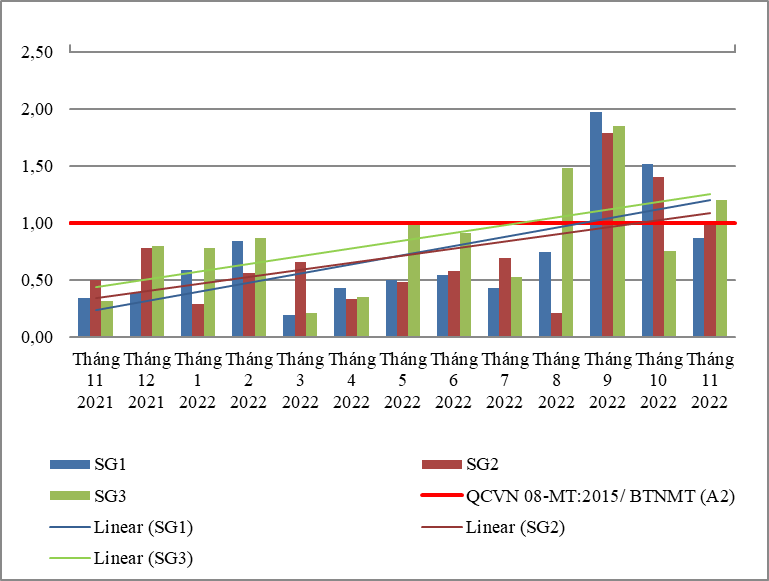 2,50
2,00
1,50
1,00
0,50
0,00
Tháng Tháng Tháng Tháng Tháng Tháng Tháng Tháng Tháng Tháng Tháng Tháng Tháng
11 12 1 2 3 4 5 6 7 8 9 10 11
2021 2021 2022 2022 2022 2022 2022 2022 2022 2022 2022 2022 2022
SG1 SG2
SG3 QCVN 08-MT:2015/ BTNMT (A2)
Linear (SG1) Linear (SG2)
Linear (SG3)